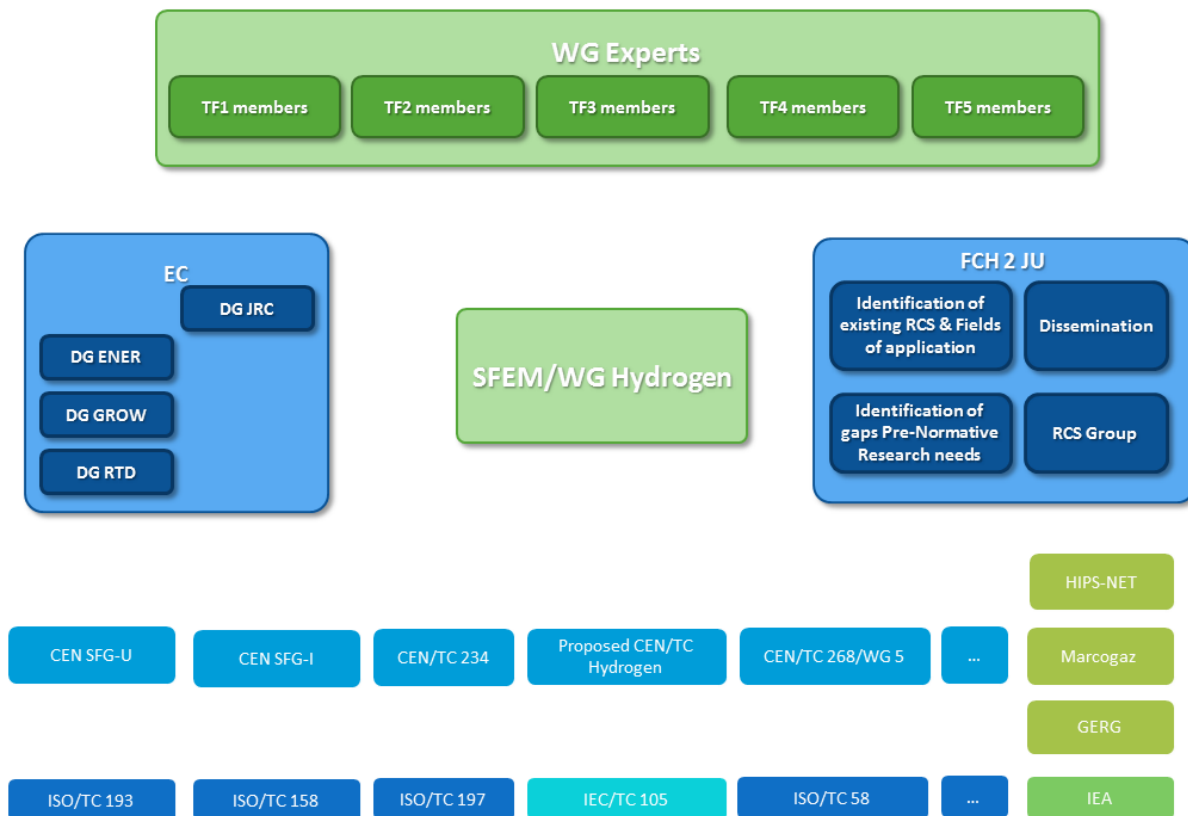 WG Experts
TF1 members
TF2 members
TF3 members
TF4 members
TF5 members
EC
DG JRC
DG ENER
DG GROW
DG RTD
SFEM/WG Hydrogen
FCH 2 JU
Identification of
existing RCS & Fields
of application
Dissemination
Identification of
gaps Pre-Normative
Research needs
RCS Group
HIPS-NET
CEN SFG-U
CEN SFG-I
CEN/TC 234
Proposed CEN/TC
Hydrogen
CEN/TC 268/WG 5
...
Marcogaz
GERG
ISO/TC 193
ISO/TC 158
ISO/TC 197
IEC/TC 105
ISO/TC 58
...
IEA